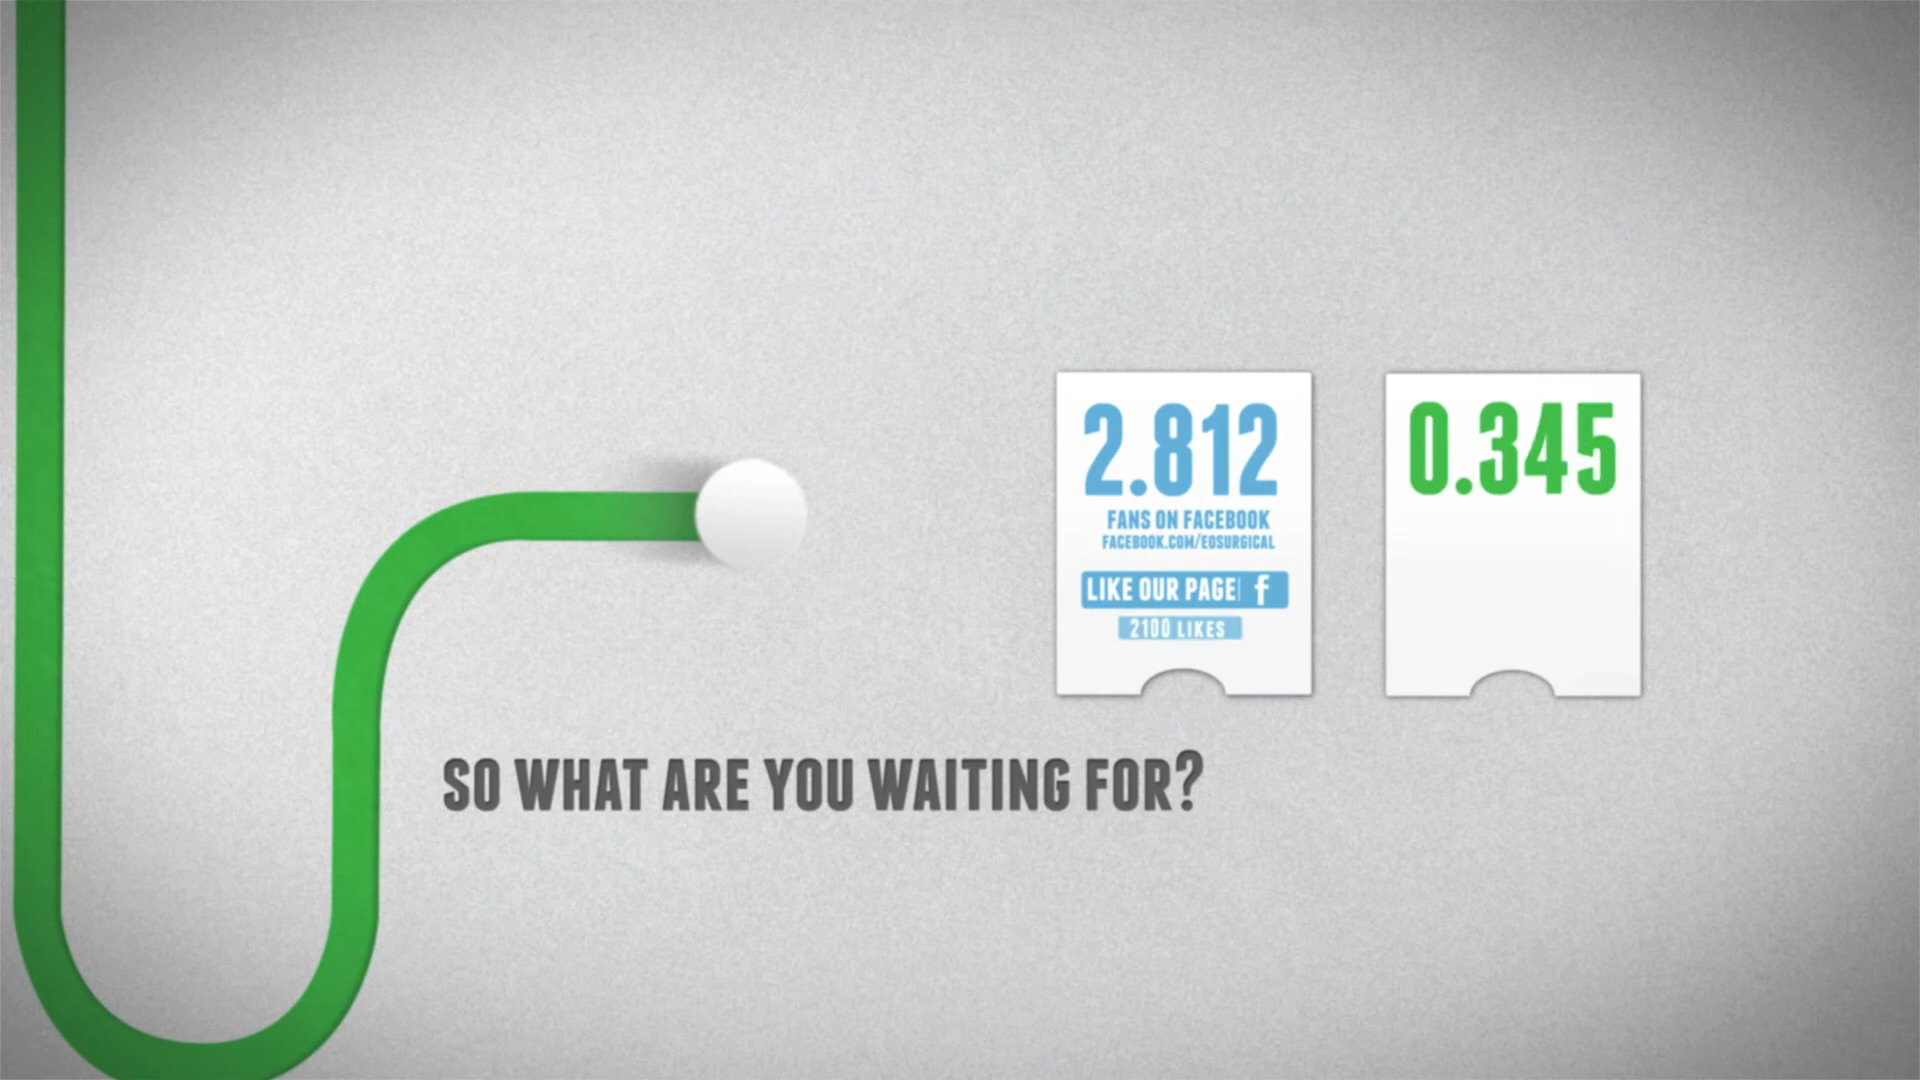 2.812
FANS ON FACEBOOK
FACEBOOK.COM/EOSURGICAL
LIKE OUR PAGE f
2100 LIKES
0.345
SO WHAT ARE YOU WAITING FOR?